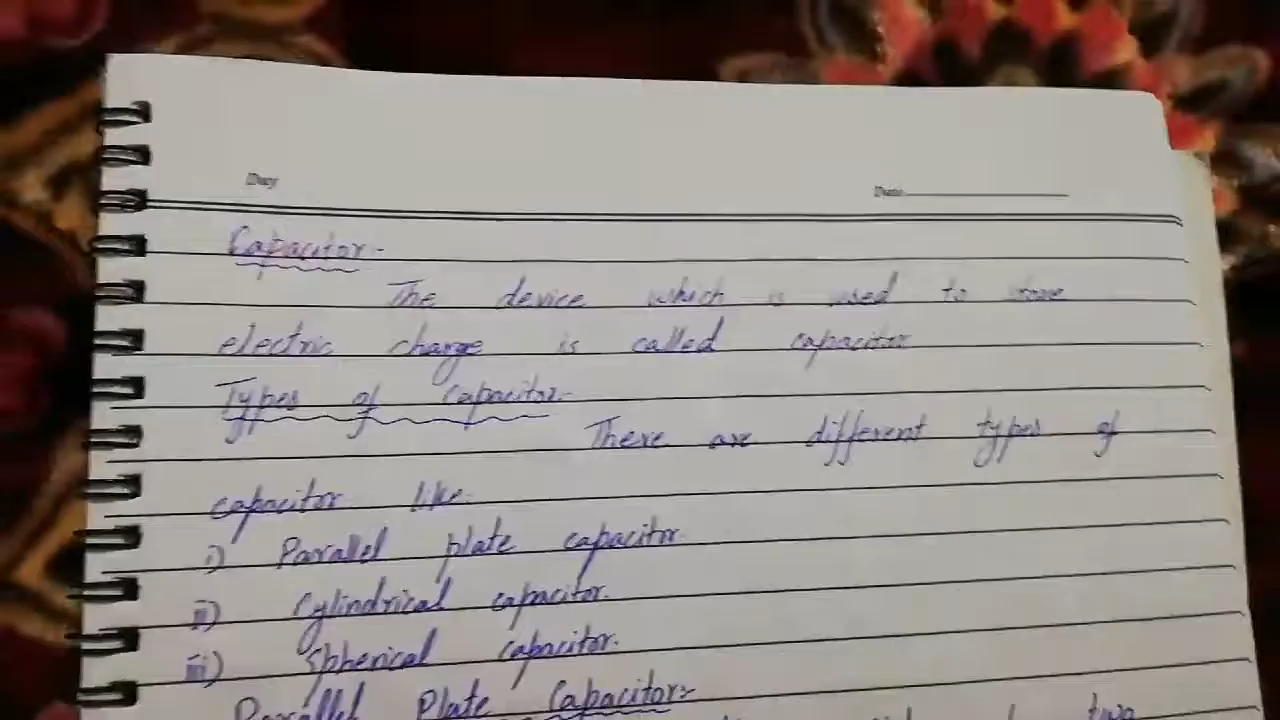 Day
Date
Capacitor:-
The device which is used to store
electric charge is called capacitor
Types of Capacitor:-
There are different types of
capacitor like.
i) Parallel plate capacitor.
ii) Cylindrical capacitor.
iii) Spherical capacitor.
Parallel Plate Capacitor:-
two